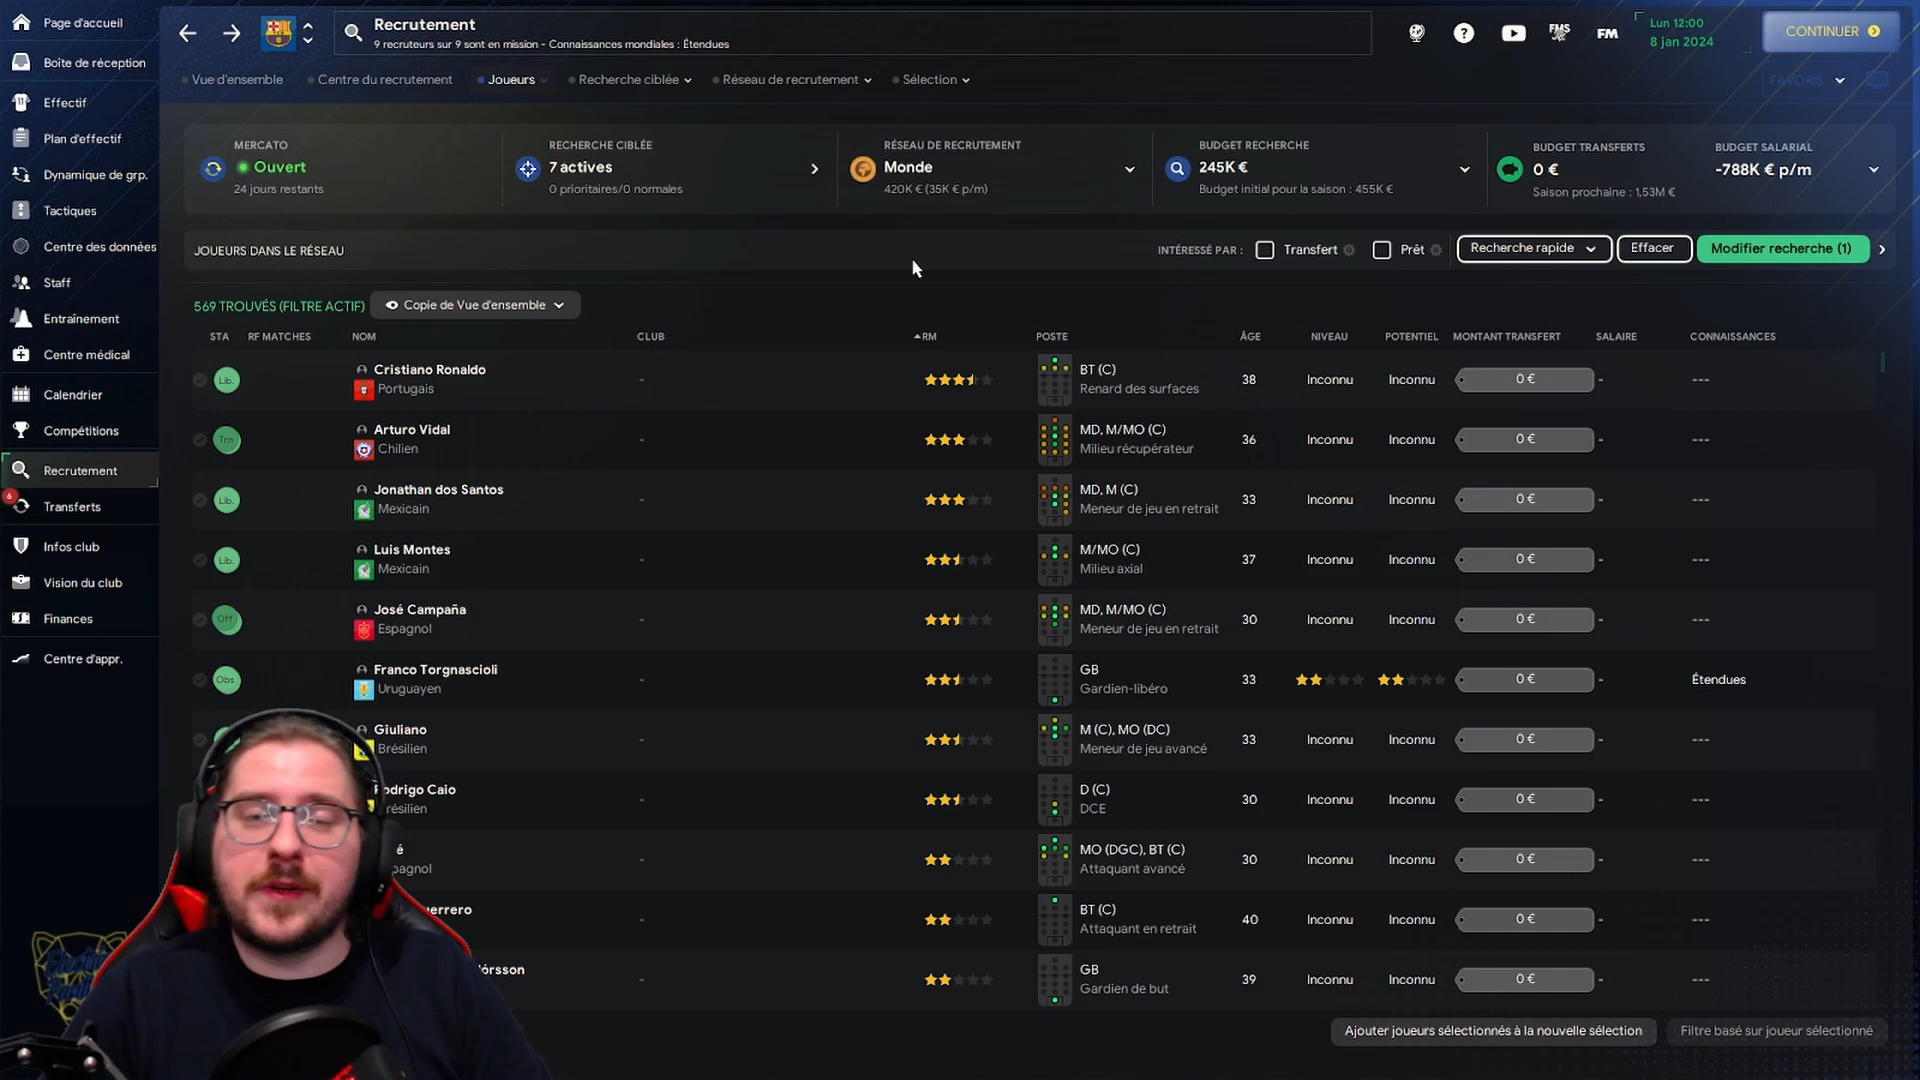 Page d'accueil
Boîte de réception
Effectif
Plan d'effectif
Dynamique de grp.
Tactiques
Centre des données
Staff
Entraînement
Centre médical
Calendrier
Compétitions
Recrutement
6
Transferts
Infos club
Vision du club
Finances
Centre d'appr.
Recrutement
9 recruteurs sur 9 sont en mission - Connaissances mondiales : Étendues
FMS
FM
Lun 12:00
8 jan 2024
CONTINUER
Vue d'ensemble
Centre du recrutement
Joueurs
Recherche ciblée
Réseau de recrutement
Sélection
FAVORIS
MERCATO
Ouvert
24 jours restants
RECHERCHE CIBLÉE
7 actives
0 prioritaires/0 normales
RÉSEAU DE RECRUTEMENT
Monde
420K € (35K € p/m)
BUDGET RECHERCHE
245K €
Budget initial pour la saison : 455K €
BUDGET TRANSFERTS
0 €
Saison prochaine : 1,53M €
BUDGET SALARIAL
-788K € p/m
JOUEURS DANS LE RÉSEAU
INTÉRESSÉ PAR :
Transfert
Prêt
Recherche rapide
Effacer
Modifier recherche (1)
569 TROUVÉS (FILTRE ACTIF)
Copie de Vue d'ensemble
STA RF MATCHES NOM CLUB RM POSTE ÂGE NIVEAU POTENTIEL MONTANT TRANSFERT SALAIRE CONNAISSANCES
Lib. Cristiano Ronaldo - BT (C) 38 Inconnu Inconnu 0 € - ---
Portugais Renard des surfaces
Trn Arturo Vidal - MD, M/MO (C) 36 Inconnu Inconnu 0 € - ---
Chilien Milieu récupérateur
Lib. Jonathan dos Santos - MD, M (C) 33 Inconnu Inconnu 0 € - ---
Mexicain Meneur de jeu en retrait
Lib. Luis Montes - M/MO (C) 37 Inconnu Inconnu 0 € - ---
Mexicain Milieu axial
Off José Campaña - MD, M/MO (C) 30 Inconnu Inconnu 0 € - ---
Espagnol Meneur de jeu en retrait
Obs Franco Torgnascioli - GB 33 0 € - Étendues
Uruguayen Gardien-libéro
Giuliano - M (C), MO (DC) 33 Inconnu Inconnu 0 € - ---
Brésilien Meneur de jeu avancé
Rodrigo Caio - D (C) 30 Inconnu Inconnu 0 € - ---
résilien DCE
é - MO (DGC), BT (C) 30 Inconnu Inconnu 0 € - ---
pagnol Attaquant avancé
uerrero - BT (C) 40 Inconnu Inconnu 0 € - ---
Attaquant en retrait
órsson - GB 39 Inconnu Inconnu 0 € - ---
Gardien de but
Ajouter joueurs sélectionnés à la nouvelle sélection
Filtre basé sur joueur sélectionné